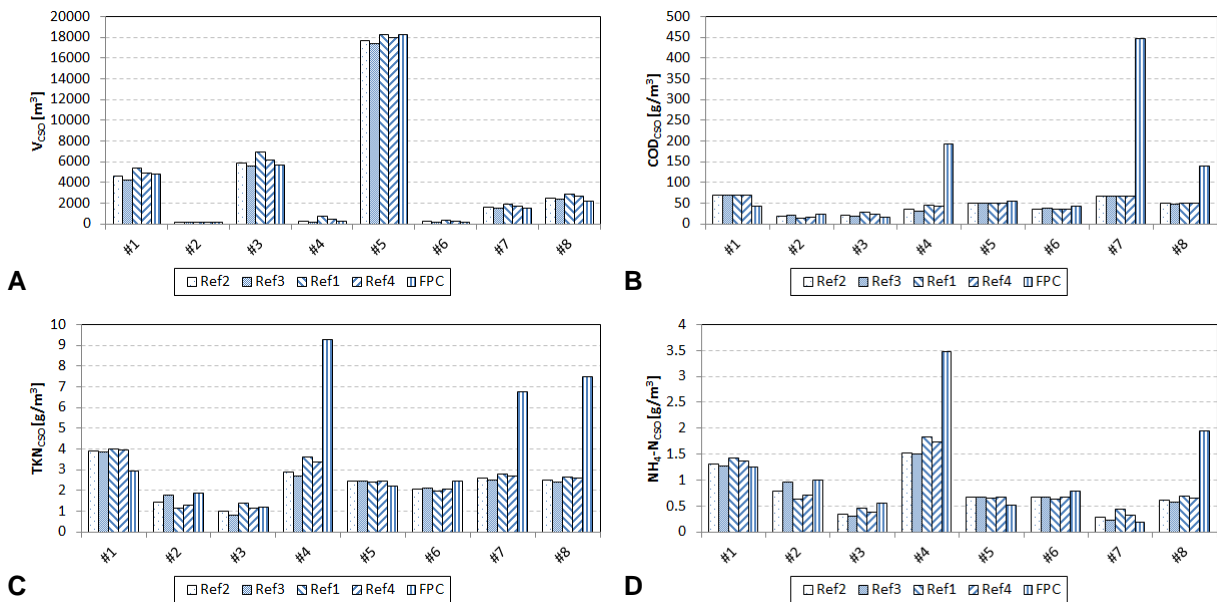 V_CSO [m³]
20000
18000
16000
14000
12000
10000
8000
6000
4000
2000
0
#1 #2 #3 #4 #5 #6 #7 #8
Ref2 Ref3 Ref1 Ref4 FPC
A
COD_CSO [g/m³]
500
450
400
350
300
250
200
150
100
50
0
#1 #2 #3 #4 #5 #6 #7 #8
Ref2 Ref3 Ref1 Ref4 FPC
B
TKN_CSO [g/m³]
10
9
8
7
6
5
4
3
2
1
0
#1 #2 #3 #4 #5 #6 #7 #8
Ref2 Ref3 Ref1 Ref4 FPC
C
NH₄-N_CSO [g/m³]
4
3.5
3
2.5
2
1.5
1
0.5
0
#1 #2 #3 #4 #5 #6 #7 #8
Ref2 Ref3 Ref1 Ref4 FPC
D